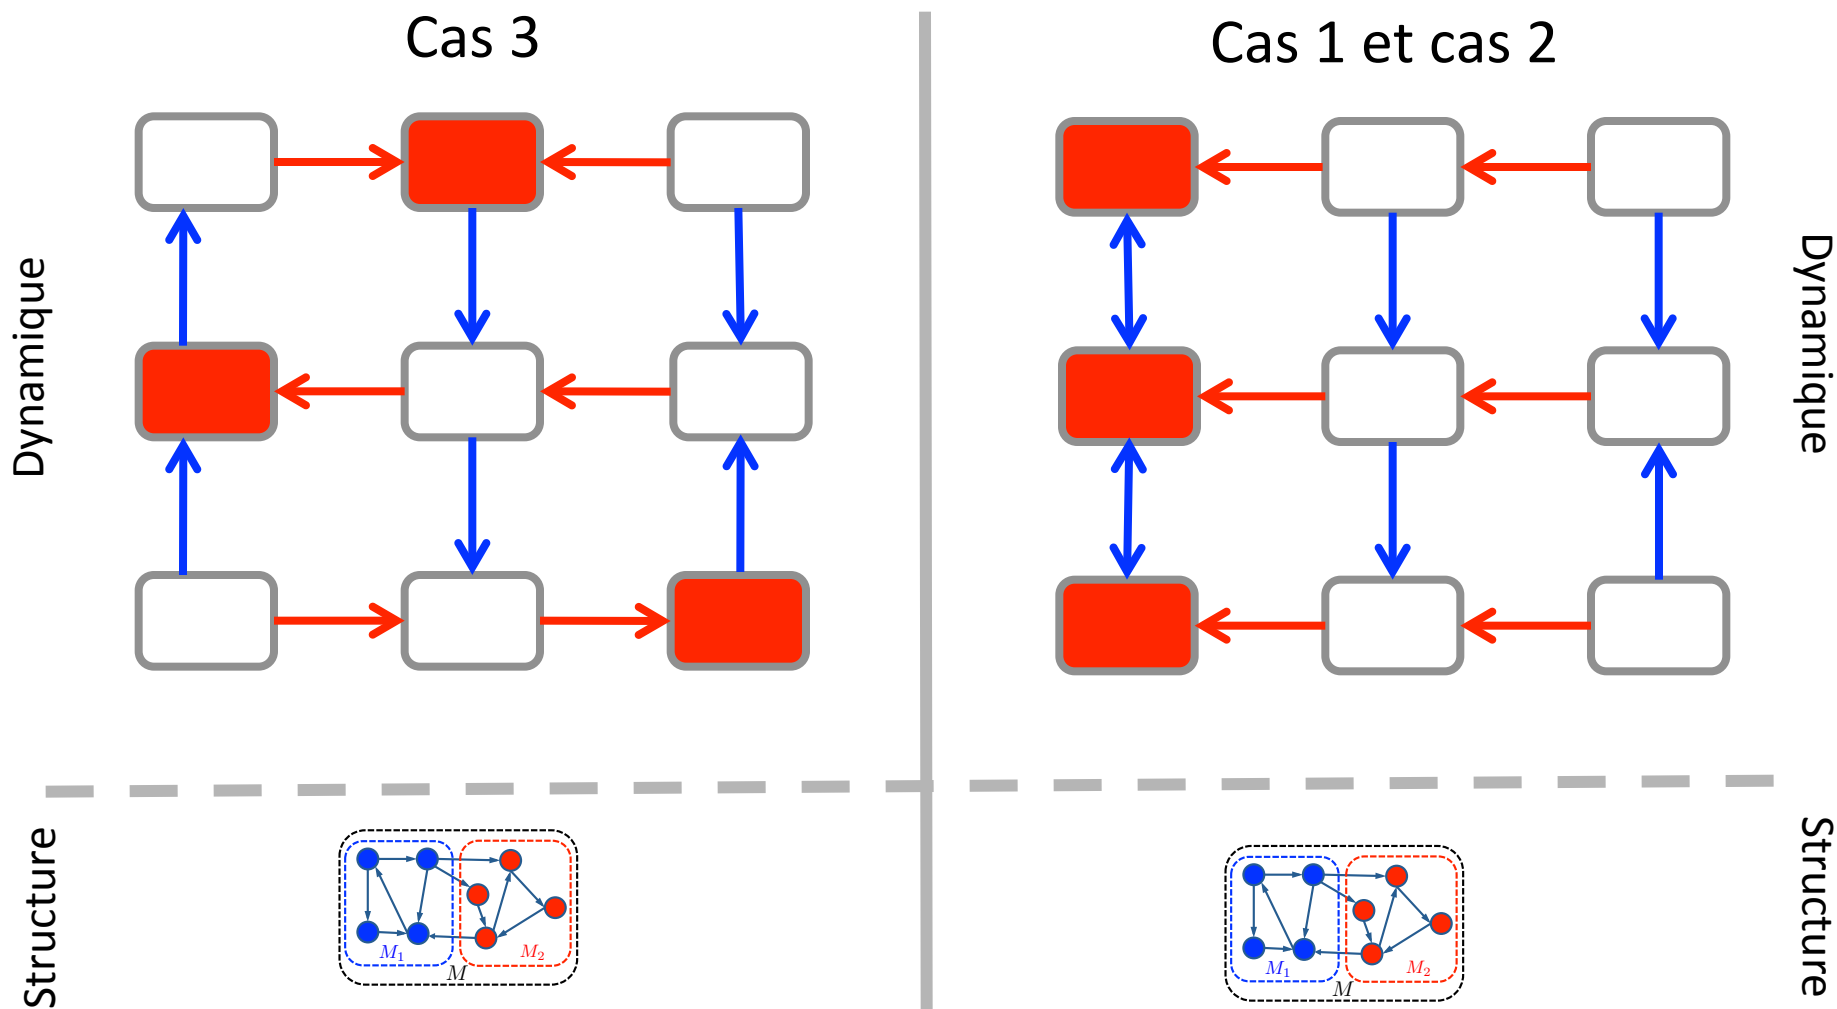 Cas 3
Cas 1 et cas 2
Dynamique
Dynamique
Structure
M₁
M₂
M
M₁
M₂
M
Structure